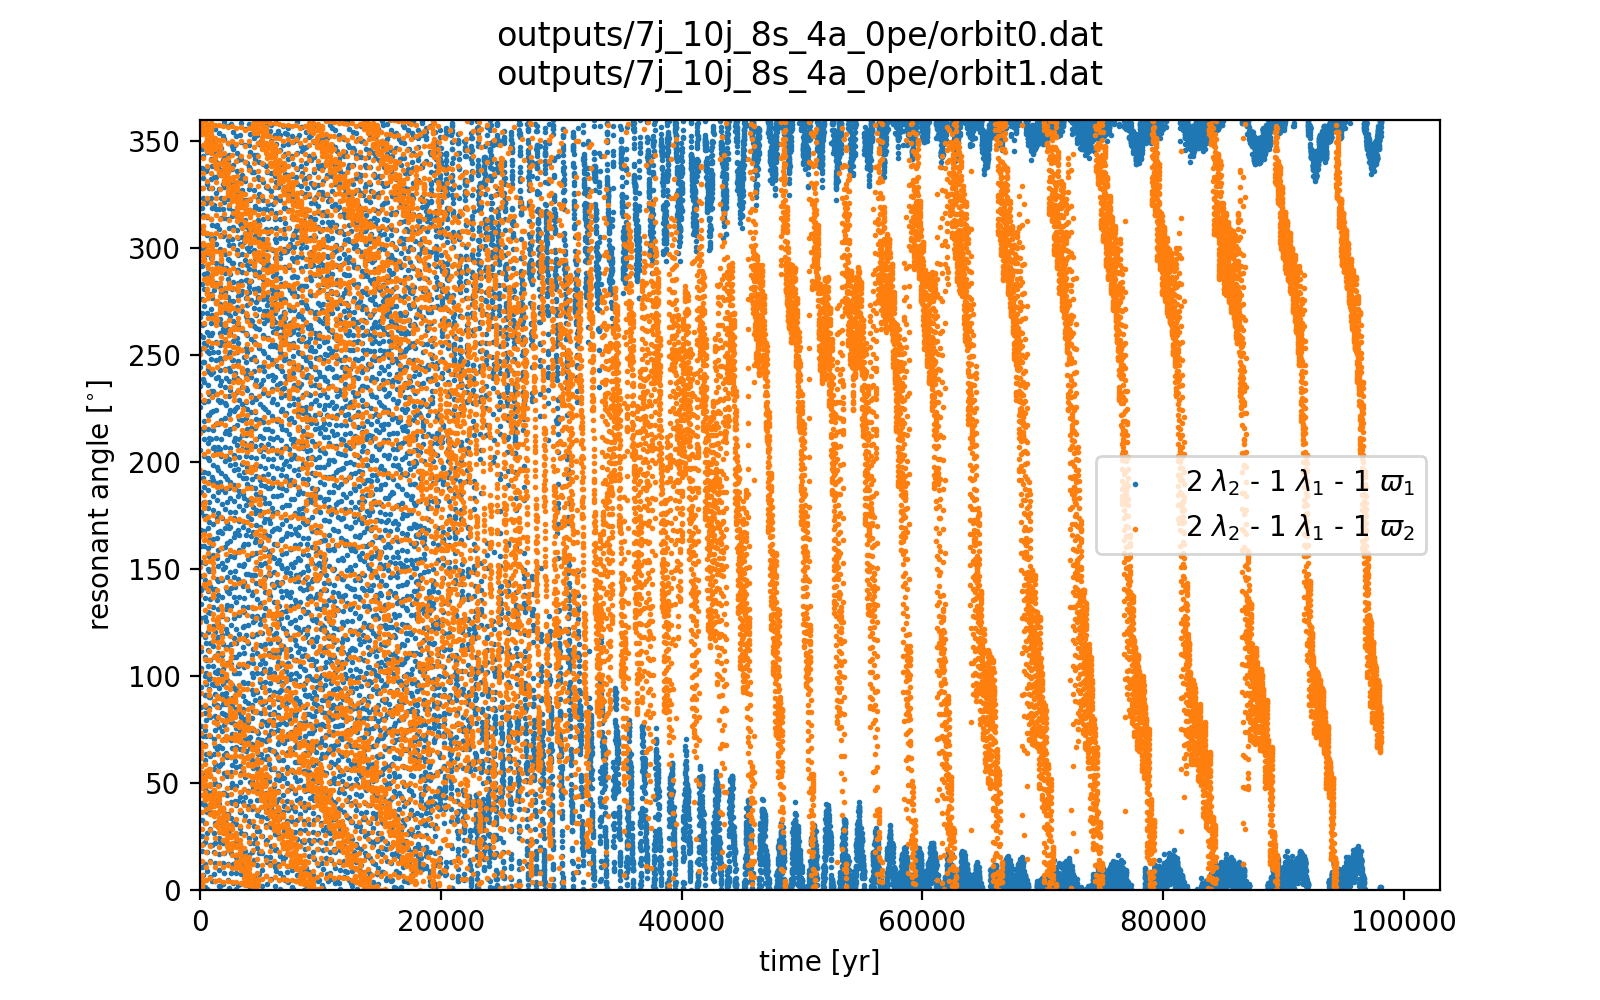 outputs/7j_10j_8s_4a_0pe/orbit0.dat
outputs/7j_10j_8s_4a_0pe/orbit1.dat
350
300
250
200
150
100
50
0
resonant angle [°]
2 λ₂ - 1 λ₁ - 1 ϖ₁
2 λ₂ - 1 λ₁ - 1 ϖ₂
0 20000 40000 60000 80000 100000
time [yr]